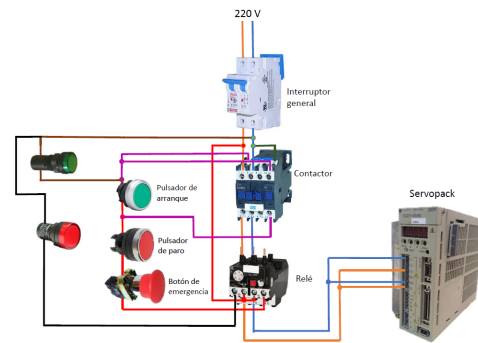 220 V
Interruptor
general
Contactor
Pulsador de
arranque
Servopack
Pulsador
de paro
Relé
Botón de
emergencia